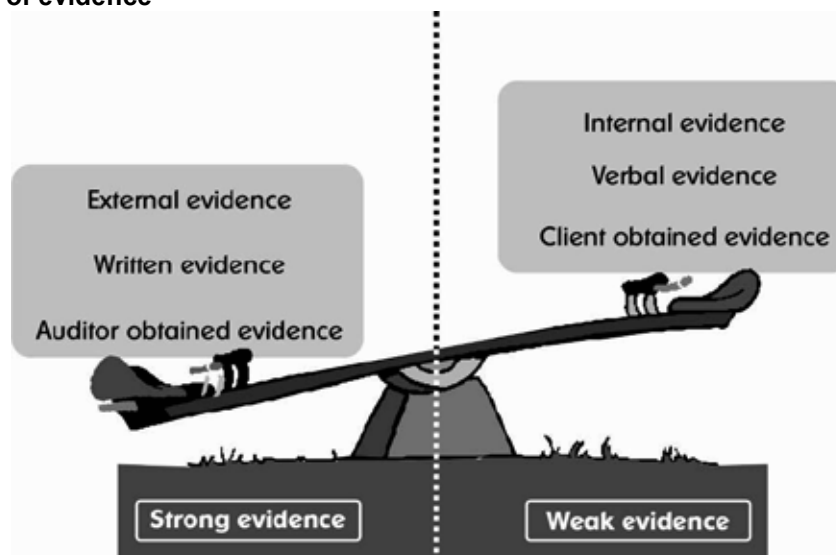 of evidence
External evidence
Written evidence
Auditor obtained evidence
Internal evidence
Verbal evidence
Client obtained evidence
Strong evidence
Weak evidence